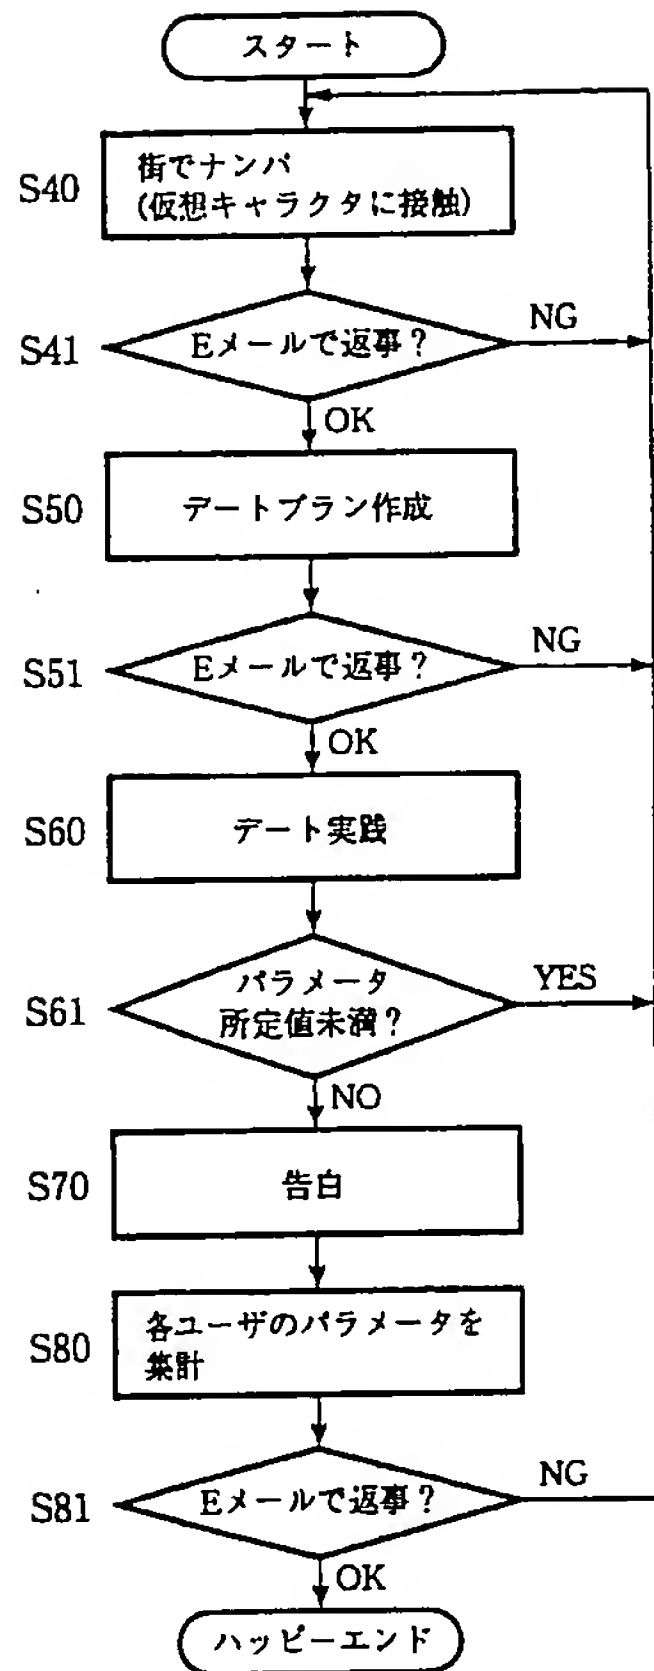 スタート
S40
街でナンパ
(仮想キャラクタに接触)
S41
Eメールで返事？
NG
OK
S50
デートプラン作成
S51
Eメールで返事？
NG
OK
S60
デート実践
S61
パラメータ
所定値未満？
YES
NO
S70
告白
S80
各ユーザのパラメータを
集計
S81
Eメールで返事？
NG
OK
ハッピーエンド